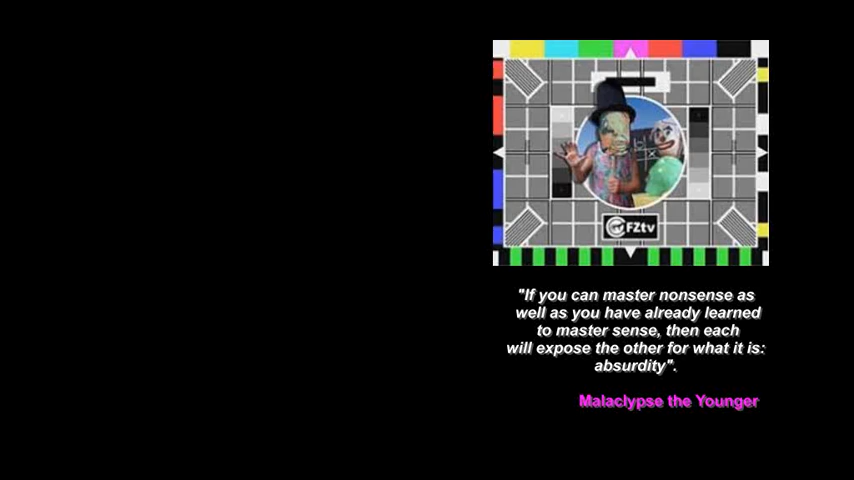 CFZtv
"If you can master nonsense as
well as you have already learned
to master sense, then each
will expose the other for what it is:
absurdity".
Malaclypse the Younger